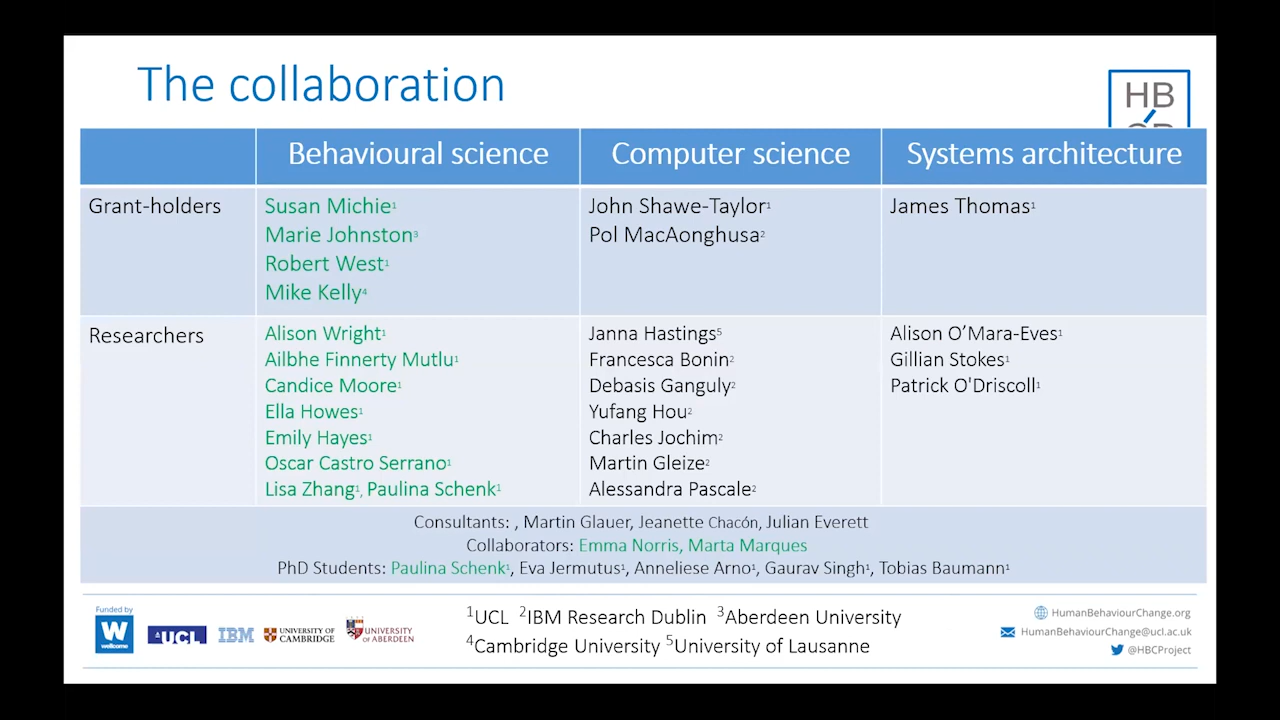 The collaboration
HB
Behavioural science Computer science Systems architecture
Grant-holders
Susan Michie¹
Marie Johnston³
Robert West¹
Mike Kelly⁴
John Shawe-Taylor¹
Pol MacAonghusa²
James Thomas¹
Researchers
Alison Wright¹
Ailbhe Finnerty Mutlu¹
Candice Moore¹
Ella Howes¹
Emily Hayes¹
Oscar Castro Serrano¹
Lisa Zhang¹, Paulina Schenk¹
Janna Hastings⁵
Francesca Bonin²
Debasis Ganguly²
Yufang Hou²
Charles Jochim²
Martin Gleize²
Alessandra Pascale²
Alison O’Mara-Eves¹
Gillian Stokes¹
Patrick O'Driscoll¹
Consultants: , Martin Glauer, Jeanette Chacón, Julian Everett
Collaborators: Emma Norris, Marta Marques
PhD Students: Paulina Schenk¹, Eva Jermutus¹, Anneliese Arno¹, Gaurav Singh¹, Tobias Baumann¹
Funded by
W
wellcome
UCL
IBM
UNIVERSITY OF
CAMBRIDGE
UNIVERSITY
OF ABERDEEN
¹UCL ²IBM Research Dublin ³Aberdeen University
⁴Cambridge University ⁵University of Lausanne
HumanBehaviourChange.org
HumanBehaviourChange@ucl.ac.uk
@HBCProject